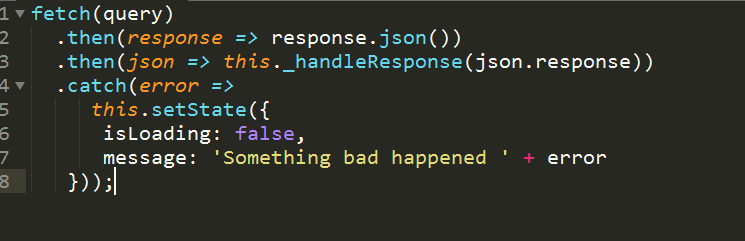 1 fetch(query)
2 .then(response => response.json())
3 .then(json => this._handleResponse(json.response))
4 .catch(error =>
5 this.setState({
6 isLoading: false,
7 message: 'Something bad happened ' + error
8 }));